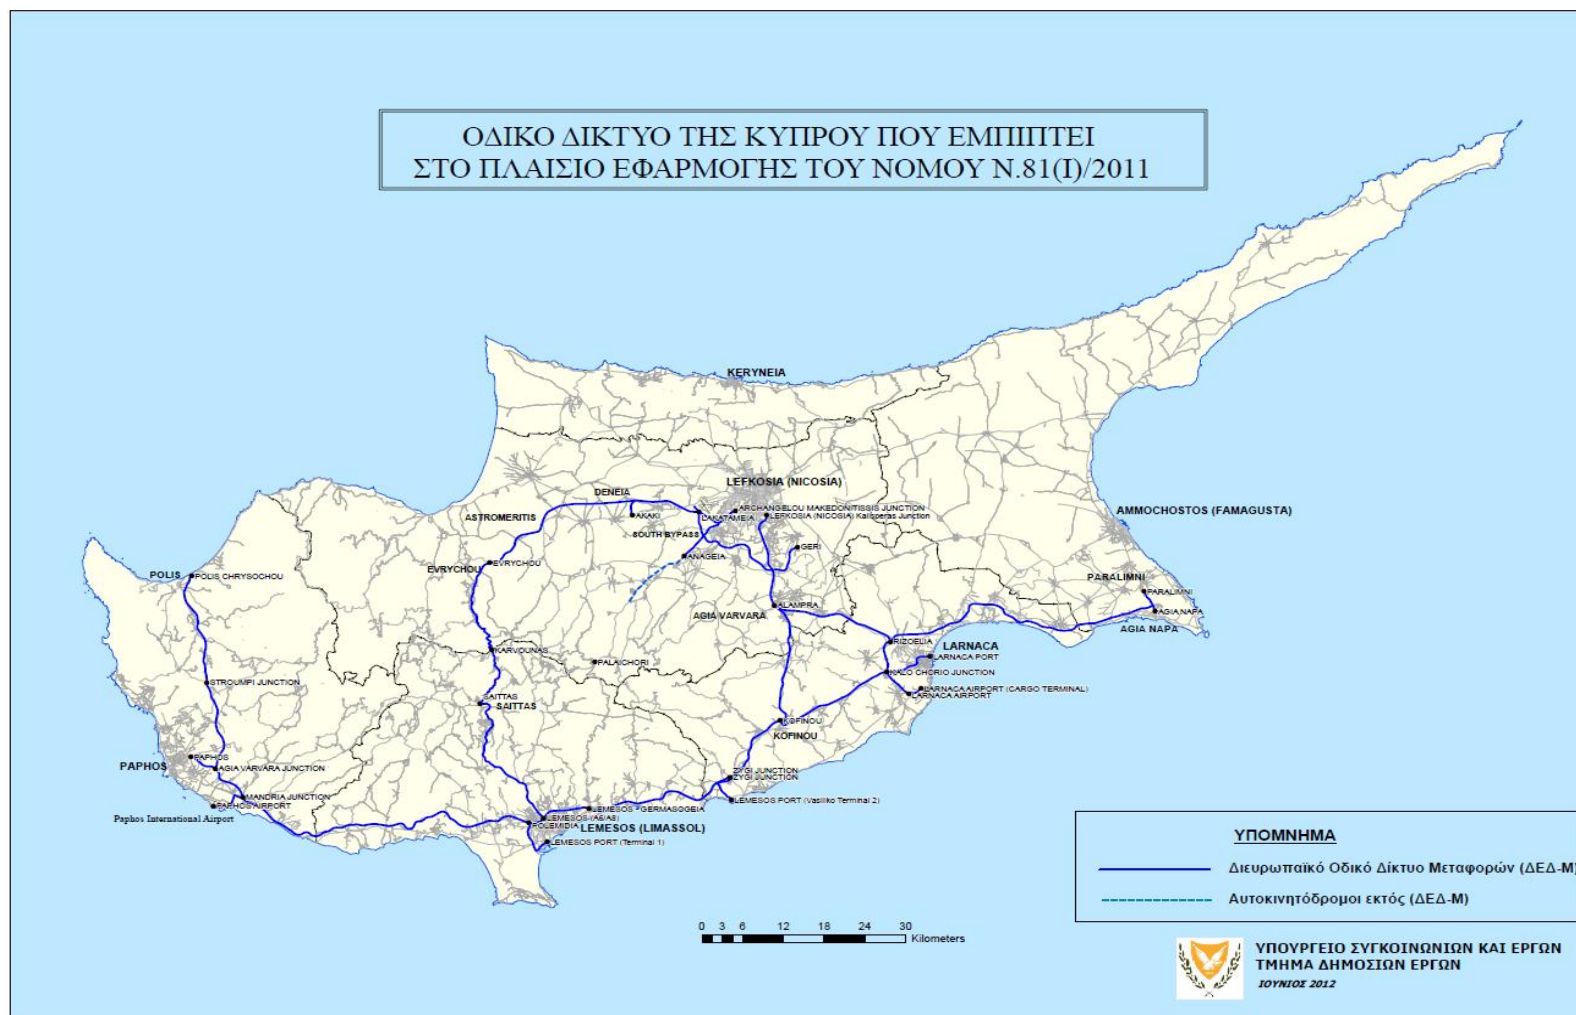 ΟΔΙΚΟ ΔΙΚΤΥΟ ΤΗΣ ΚΥΠΡΟΥ ΠΟΥ ΕΜΠΙΠΤΕΙ
ΣΤΟ ΠΛΑΙΣΙΟ ΕΦΑΡΜΟΓΗΣ ΤΟΥ ΝΟΜΟΥ Ν.81(Ι)/2011
KERYNEIA
LEFKOSIA (NICOSIA)
DENEIA
ARCHANGELOU MAKEDONITISSIS JUNCTION
AMMOCHOSTOS (FAMAGUSTA)
ASTROMERITIS
AKAKI
LAKATAMEIA
LEFKOSIA (NICOSIA) Kalisperas Junction
SOUTH BYPASS
GERI
ANAGEIA
EVRYCHOU
EVRYCHOU
POLIS
POLIS CHRYSOCHOU
PARALIMNI
PARALIMNI
ALAMPRA
AGIA VARVARA
AGIA NAPA
AGIA NAPA
RIZOELIA
LARNACA
KARVOUNAS
LARNACA PORT
PALAICHORI
KALO CHORIO JUNCTION
STROUMPI JUNCTION
LARNACA AIRPORT (CARGO TERMINAL)
LARNACA AIRPORT
SAITTAS
SAITTAS
KOFINOU
KOFINOU
PAPHOS
PAPHOS
AGIA VARVARA JUNCTION
ZYGI JUNCTION
ZYGI JUNCTION
MANDRIA JUNCTION
LEMESOS PORT (Vasiliko Terminal 2)
PAPHOS AIRPORT
LEMESOS - GERMASOGEIA
Paphos International Airport
LEMESOS (A6/A8)
POLEMIDIA
LEMESOS (LIMASSOL)
LEMESOS PORT (Terminal 1)
ΥΠΟΜΝΗΜΑ
Διευρωπαϊκό Οδικό Δίκτυο Μεταφορών (ΔΕΔ-Μ)
Αυτοκινητόδρομοι εκτός (ΔΕΔ-Μ)
0 3 6 12 18 24 30
Kilometers
ΥΠΟΥΡΓΕΙΟ ΣΥΓΚΟΙΝΩΝΙΩΝ ΚΑΙ ΕΡΓΩΝ
ΤΜΗΜΑ ΔΗΜΟΣΙΩΝ ΕΡΓΩΝ
ΙΟΥΝΙΟΣ 2012